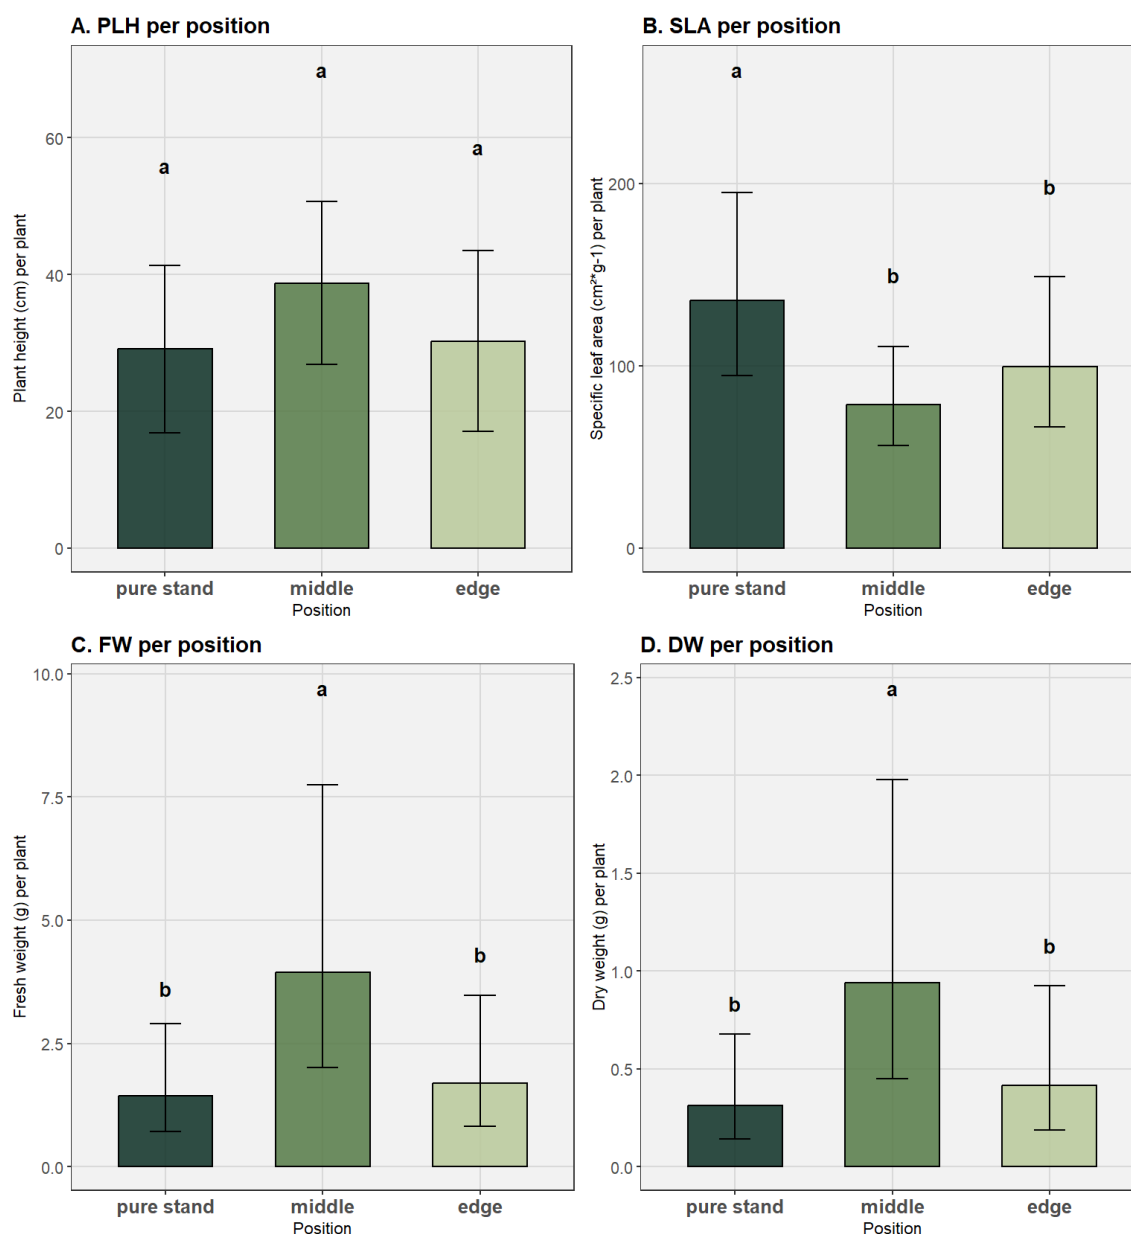 A. PLH per position
a
a
a
60
40
20
0
Plant height (cm) per plant
pure stand middle edge
Position
B. SLA per position
a
b
b
200
100
0
Specific leaf area (cm²*g-1) per plant
pure stand middle edge
Position
C. FW per position
10.0
a
7.5
5.0
b
b
2.5
0.0
Fresh weight (g) per plant
pure stand middle edge
Position
D. DW per position
2.5
a
2.0
1.5
b
1.0
b
0.5
0.0
Dry weight (g) per plant
pure stand middle edge
Position